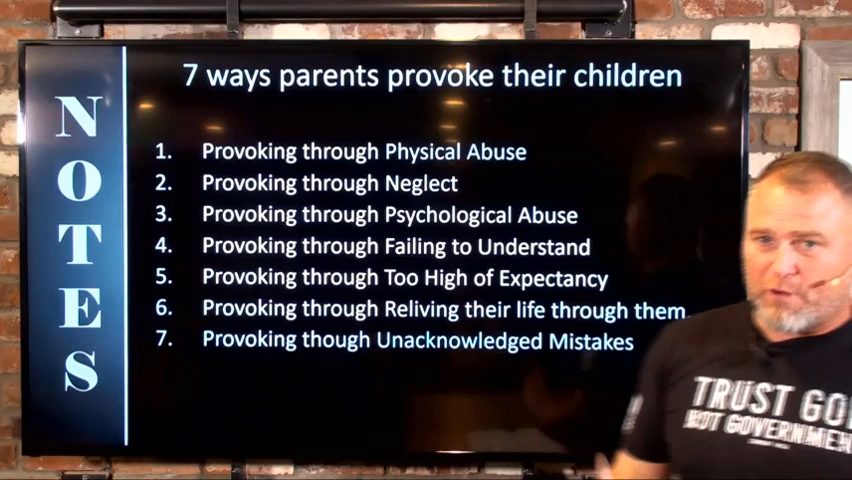 NOTES
7 ways parents provoke their children
1. Provoking through Physical Abuse
2. Provoking through Neglect
3. Provoking through Psychological Abuse
4. Provoking through Failing to Understand
5. Provoking through Too High of Expectancy
6. Provoking through Reliving their life through them.
7. Provoking though Unacknowledged Mistakes
TRUST GO
NOT GOVERNME